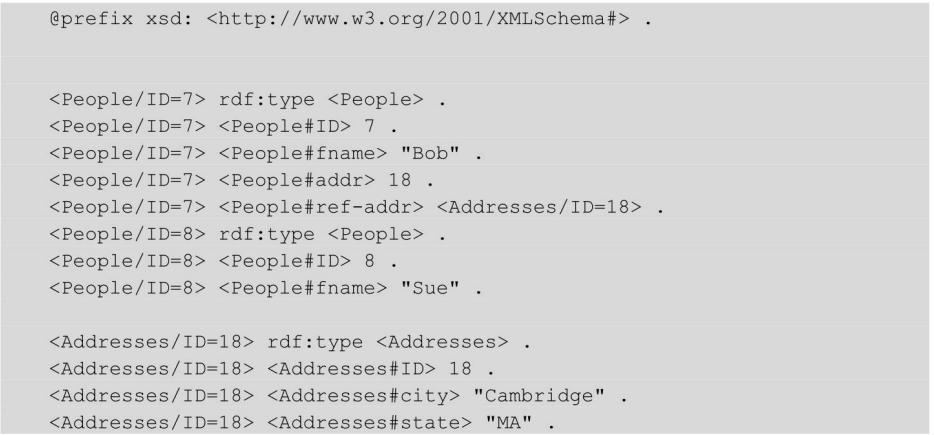 @prefix xsd: <http://www.w3.org/2001/XMLSchema#> .
<People/ID=7> rdf:type <People> .
<People/ID=7> <People#ID> 7 .
<People/ID=7> <People#fname> "Bob" .
<People/ID=7> <People#addr> 18 .
<People/ID=7> <People#ref-addr> <Addresses/ID=18> .
<People/ID=8> rdf:type <People> .
<People/ID=8> <People#ID> 8 .
<People/ID=8> <People#fname> "Sue" .
<Addresses/ID=18> rdf:type <Addresses> .
<Addresses/ID=18> <Addresses#ID> 18 .
<Addresses/ID=18> <Addresses#city> "Cambridge" .
<Addresses/ID=18> <Addresses#state> "MA" .